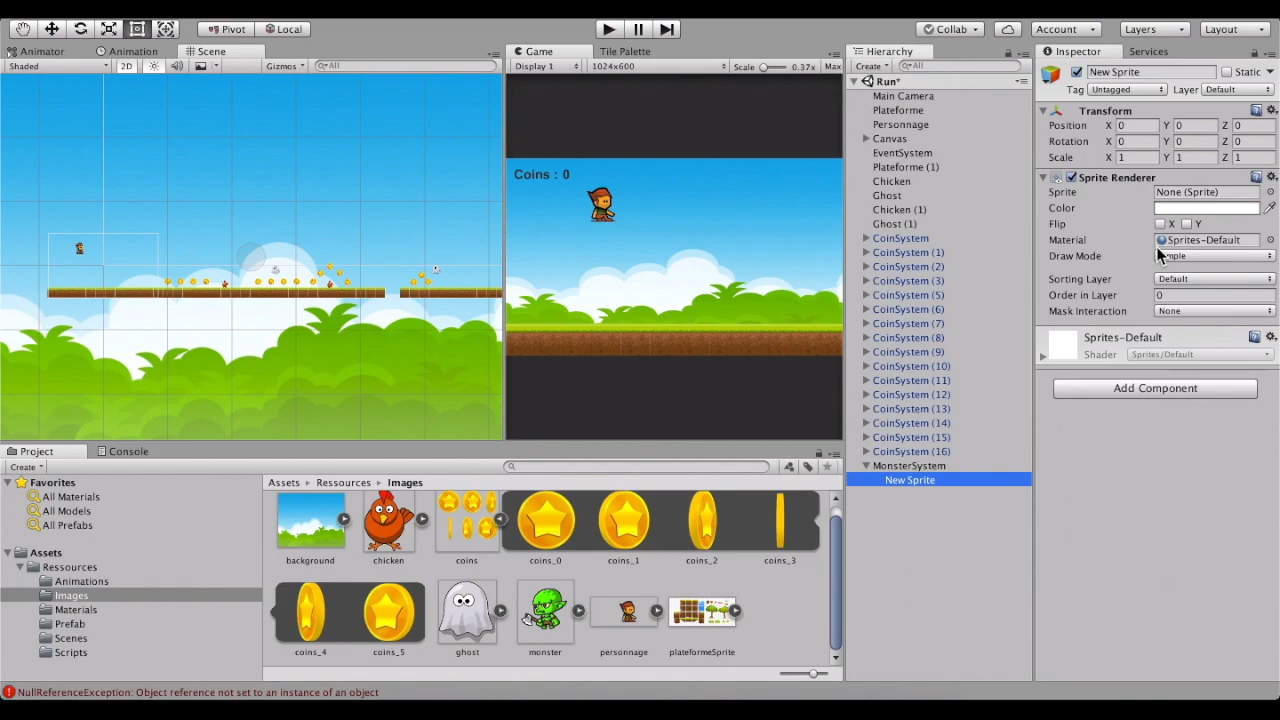 Pivot Local
Collab Account Layers Layout
Animator Animation Scene
Shaded 2D Gizmos All
Game Tile Palette
Display 1 1024x600 Scale 0.37x Max
Coins : 0
Hierarchy
Create All
Run*
Main Camera
Plateforme
Personnage
Canvas
EventSystem
Plateforme (1)
Chicken
Ghost
Chicken (1)
Ghost (1)
CoinSystem
CoinSystem (1)
CoinSystem (2)
CoinSystem (3)
CoinSystem (5)
CoinSystem (6)
CoinSystem (7)
CoinSystem (8)
CoinSystem (9)
CoinSystem (10)
CoinSystem (11)
CoinSystem (12)
CoinSystem (13)
CoinSystem (14)
CoinSystem (15)
CoinSystem (16)
MonsterSystem
New Sprite
Inspector Services
New Sprite Static
Tag Untagged Layer Default
Transform
Position X 0 Y 0 Z 0
Rotation X 0 Y 0 Z 0
Scale X 1 Y 1 Z 1
Sprite Renderer
Sprite None (Sprite)
Color
Flip X Y
Material Sprites-Default
Draw Mode
Sorting Layer Default
Order in Layer 0
Mask Interaction None
Sprites-Default
Shader Sprites/Default
Add Component
Project Console
Create
Favorites
All Materials
All Models
All Prefabs
Assets
Ressources
Animations
Images
Materials
Prefab
Scenes
Scripts
Assets Ressources Images
background chicken coins coins_0 coins_1 coins_2 coins_3
coins_4 coins_5 ghost monster personnage plateformeSprite
NullReferenceException: Object reference not set to an instance of an object